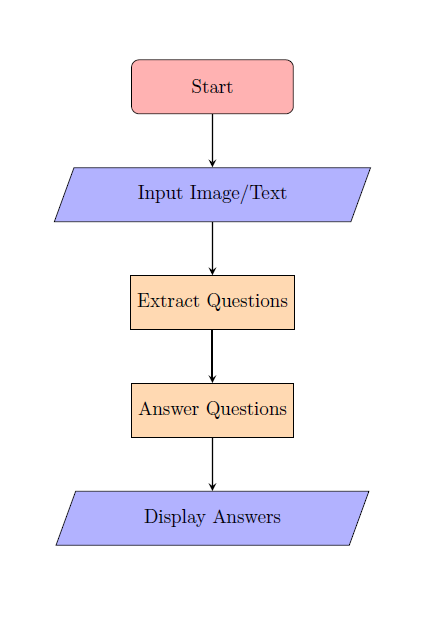 Start
Input Image/Text
Extract Questions
Answer Questions
Display Answers